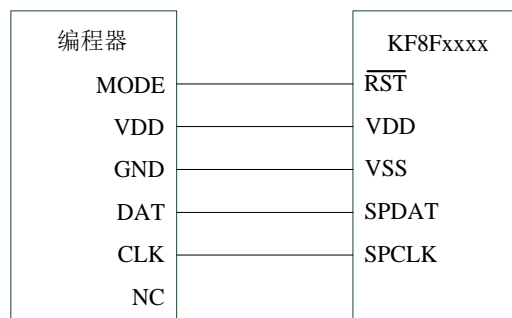 编程器
MODE
VDD
GND
DAT
CLK
NC
KF8Fxxxx
RST
VDD
VSS
SPDAT
SPCLK